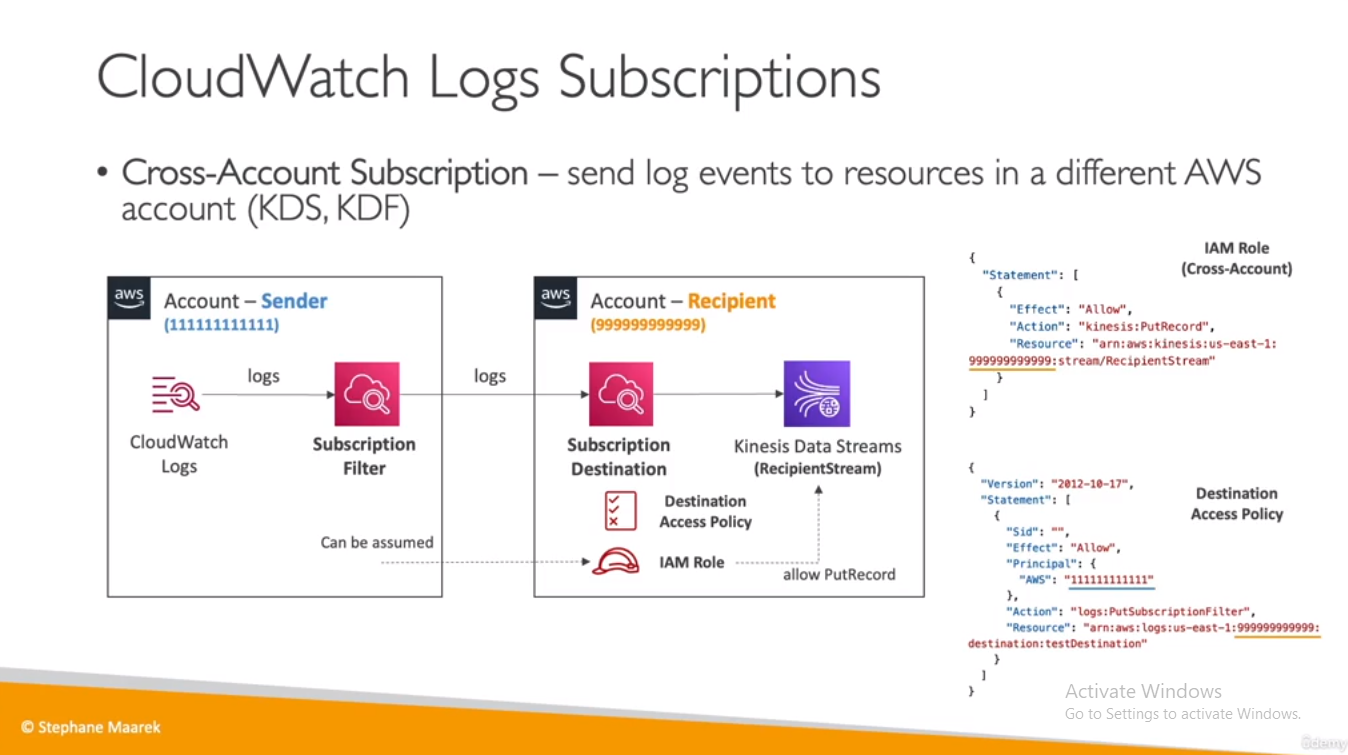 CloudWatch Logs Subscriptions
• Cross-Account Subscription – send log events to resources in a different AWS
account (KDS, KDF)
aws
Account – Sender
(111111111111)
logs
CloudWatch
Logs
Subscription
Filter
Can be assumed
logs
aws
Account – Recipient
(999999999999)
Subscription
Destination
Kinesis Data Streams
(RecipientStream)
Destination
Access Policy
IAM Role
allow PutRecord
IAM Role
(Cross-Account)
{
"Statement": [
{
"Effect": "Allow",
"Action": "kinesis:PutRecord",
"Resource": "arn:aws:kinesis:us-east-1:
999999999999:stream/RecipientStream"
}
]
}
Destination
Access Policy
{
"Version": "2012-10-17",
"Statement": [
{
"Sid": "",
"Effect": "Allow",
"Principal": {
"AWS": "111111111111"
},
"Action": "logs:PutSubscriptionFilter",
"Resource": "arn:aws:logs:us-east-1:999999999999:
destination:testDestination"
}
]
}
Activate Windows
Go to Settings to activate Windows.
© Stephane Maarek
ûdemy